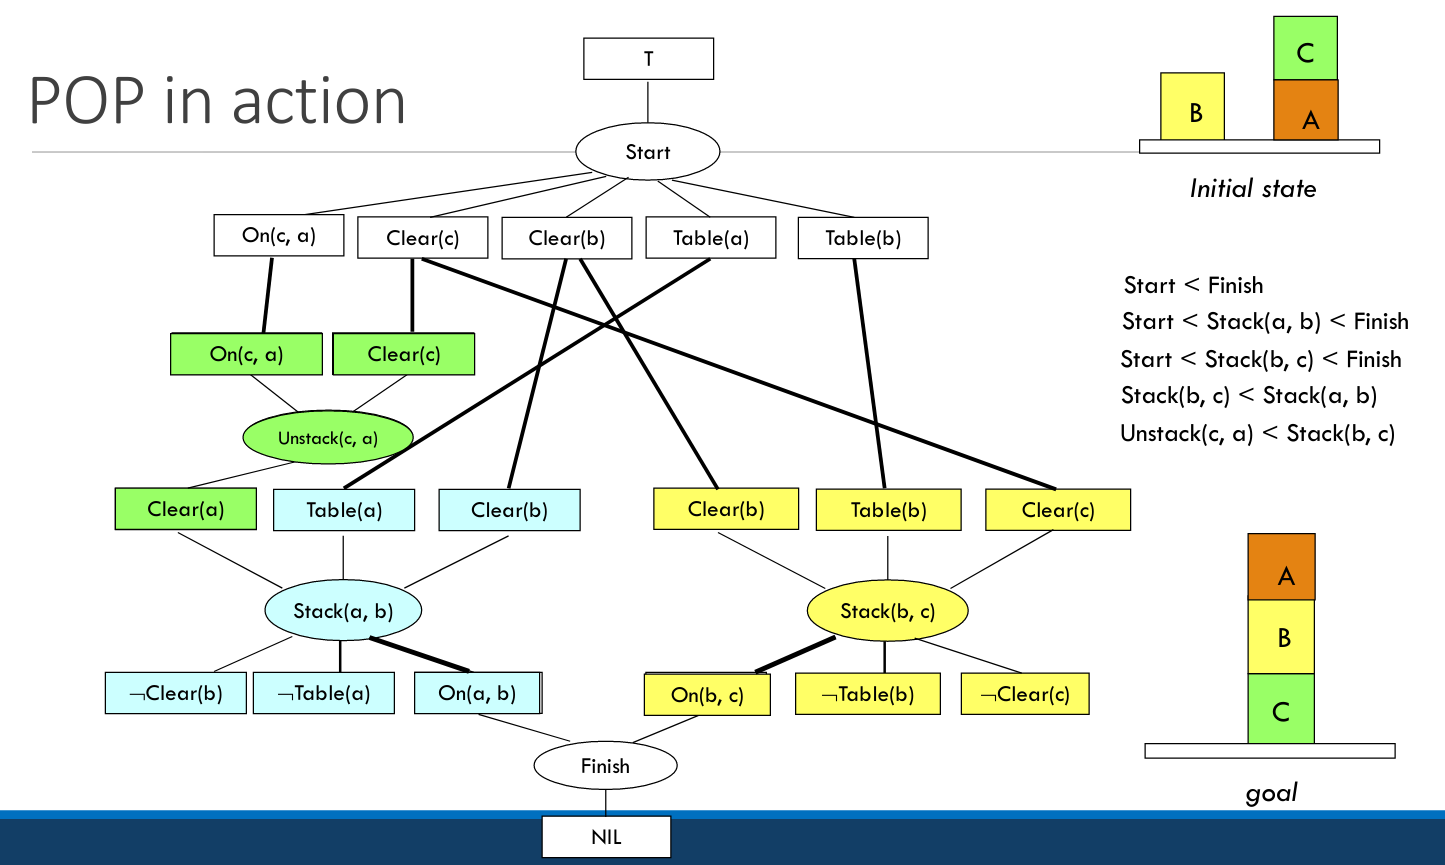 POP in action
T
Start
On(c, a)
Clear(c)
Clear(b)
Table(a)
Table(b)
On(c, a)
Clear(c)
Unstack(c, a)
Clear(a)
Table(a)
Clear(b)
Clear(b)
Table(b)
Clear(c)
Stack(a, b)
Stack(b, c)
¬Clear(b)
¬Table(a)
On(a, b)
On(b, c)
¬Table(b)
¬Clear(c)
Finish
NIL
C
B
A
Initial state
Start < Finish
Start < Stack(a, b) < Finish
Start < Stack(b, c) < Finish
Stack(b, c) < Stack(a, b)
Unstack(c, a) < Stack(b, c)
A
B
C
goal